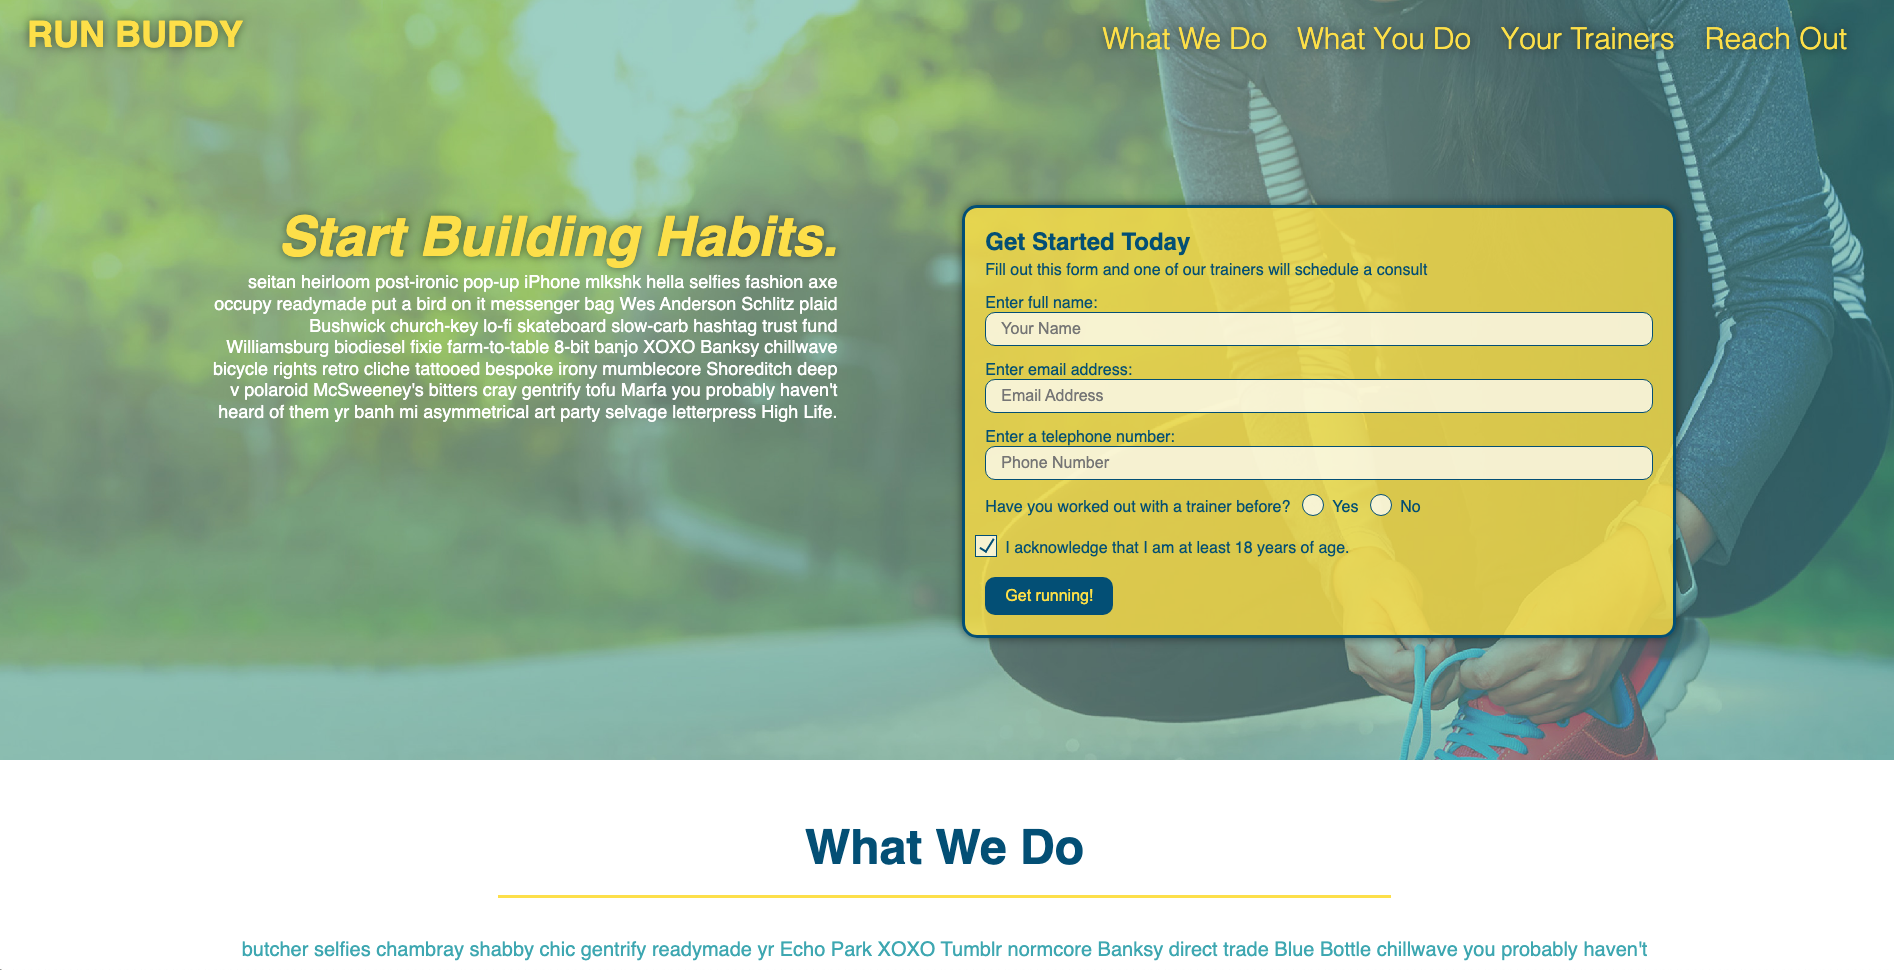 RUN BUDDY
What We Do What You Do Your Trainers Reach Out
Start Building Habits.
seitan heirloom post-ironic pop-up iPhone mlkshk hella selfies fashion axe
occupy readymade put a bird on it messenger bag Wes Anderson Schlitz plaid
Bushwick church-key lo-fi skateboard slow-carb hashtag trust fund
Williamsburg biodiesel fixie farm-to-table 8-bit banjo XOXO Banksy chillwave
bicycle rights retro cliche tattooed bespoke irony mumblecore Shoreditch deep
v polaroid McSweeney's bitters cray gentrify tofu Marfa you probably haven't
heard of them yr banh mi asymmetrical art party selvage letterpress High Life.
Get Started Today
Fill out this form and one of our trainers will schedule a consult
Enter full name:
Your Name
Enter email address:
Email Address
Enter a telephone number:
Phone Number
Have you worked out with a trainer before? Yes No
I acknowledge that I am at least 18 years of age.
Get running!
What We Do
butcher selfies chambray shabby chic gentrify readymade yr Echo Park XOXO Tumblr normcore Banksy direct trade Blue Bottle chillwave you probably haven't